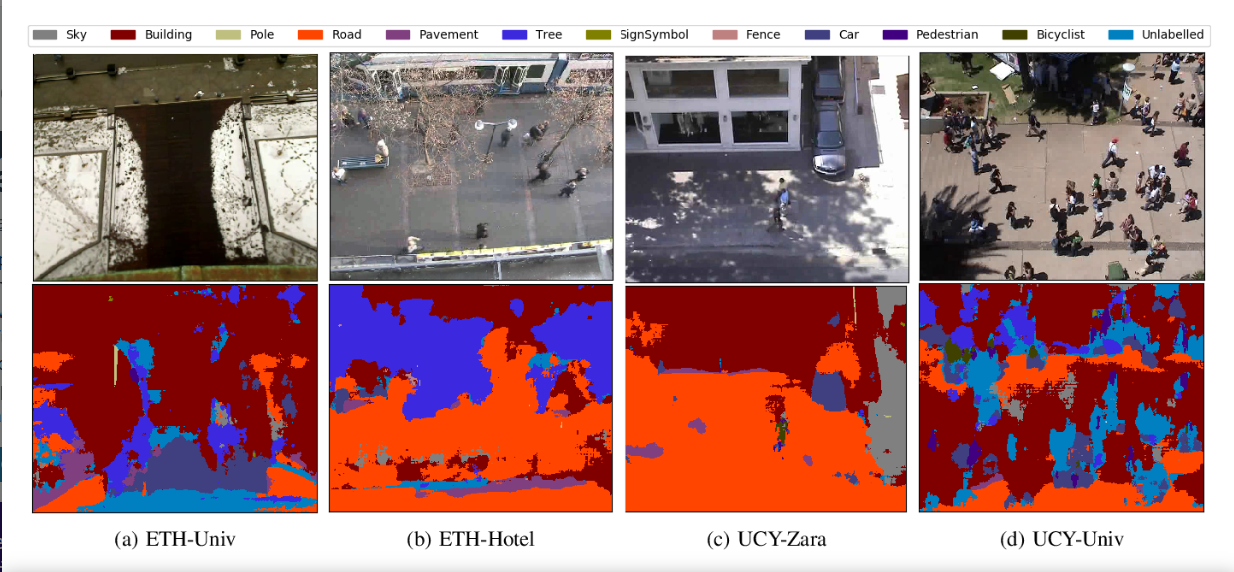 Sky Building Pole Road Pavement Tree SignSymbol Fence Car Pedestrian Bicyclist Unlabelled
(a) ETH-Univ (b) ETH-Hotel (c) UCY-Zara (d) UCY-Univ